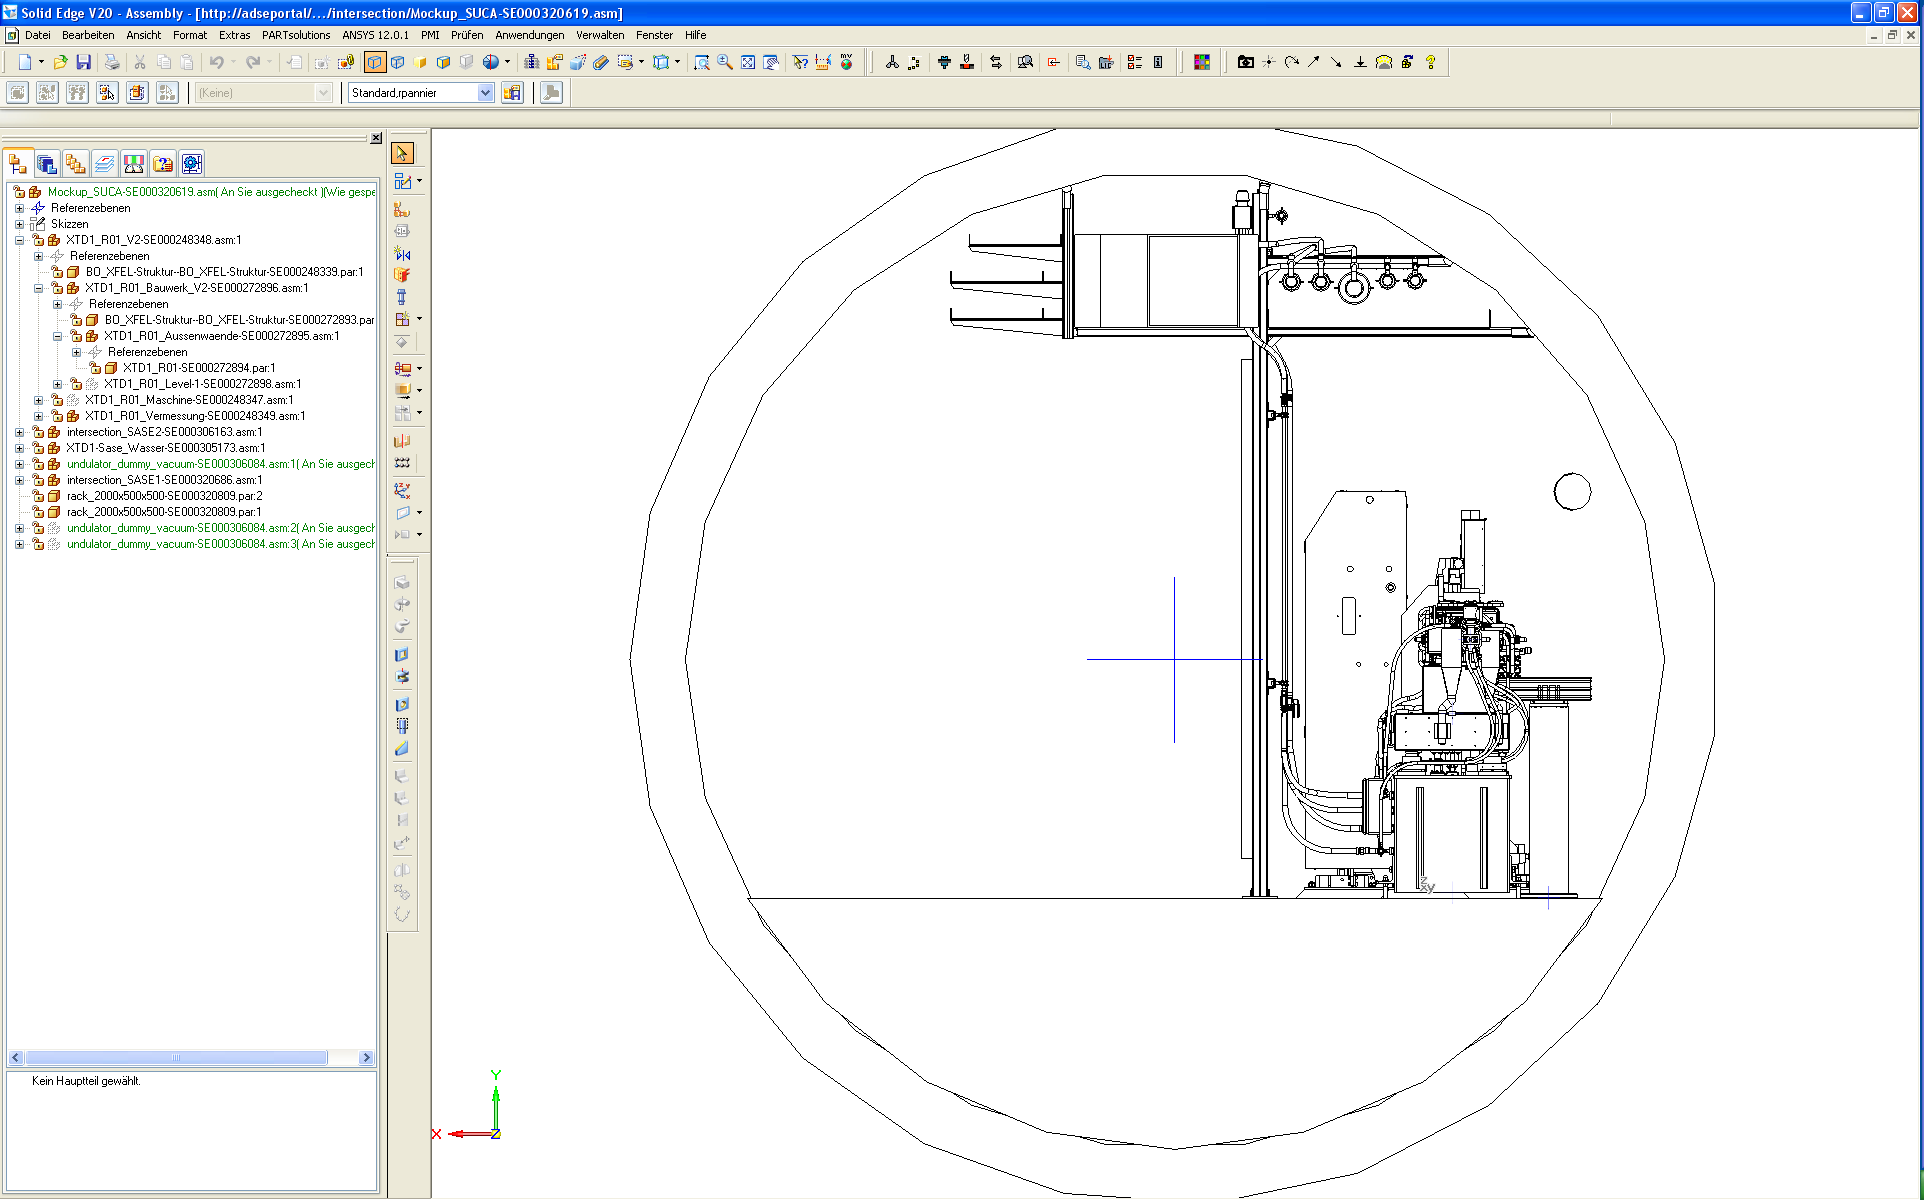 Solid Edge V20 - Assembly - [http://adseportal/.../intersection/Mockup_SUCA-SE000320619.asm]
Datei Bearbeiten Ansicht Format Extras PARTsolutions ANSYS 12.0.1 PMI Prüfen Anwendungen Verwalten Fenster Hilfe
(Keine) Standard,rpannier
Mockup_SUCA-SE000320619.asm( An Sie ausgecheckt )(Wie gespe
Referenzebenen
Skizzen
XTD1_R01_V2-SE000248348.asm:1
Referenzebenen
BO_XFEL-Struktur--BO_XFEL-Struktur-SE000248339.par:1
XTD1_R01_Bauwerk_V2-SE000272896.asm:1
Referenzebenen
BO_XFEL-Struktur--BO_XFEL-Struktur-SE000272893.par
XTD1_R01_Aussenwaende-SE000272895.asm:1
Referenzebenen
XTD1_R01-SE000272894.par:1
XTD1_R01_Level-1-SE000272898.asm:1
XTD1_R01_Maschine-SE000248347.asm:1
XTD1_R01_Vermessung-SE000248349.asm:1
intersection_SASE2-SE000306163.asm:1
XTD1-Sase_Wasser-SE000305173.asm:1
undulator_dummy_vacuum-SE000306084.asm:1( An Sie ausgech
intersection_SASE1-SE000320686.asm:1
rack_2000x500x500-SE000320809.par:2
rack_2000x500x500-SE000320809.par:1
undulator_dummy_vacuum-SE000306084.asm:2( An Sie ausgech
undulator_dummy_vacuum-SE000306084.asm:3( An Sie ausgech
Kein Hauptteil gewählt.
Y
X
Z
Z
XY